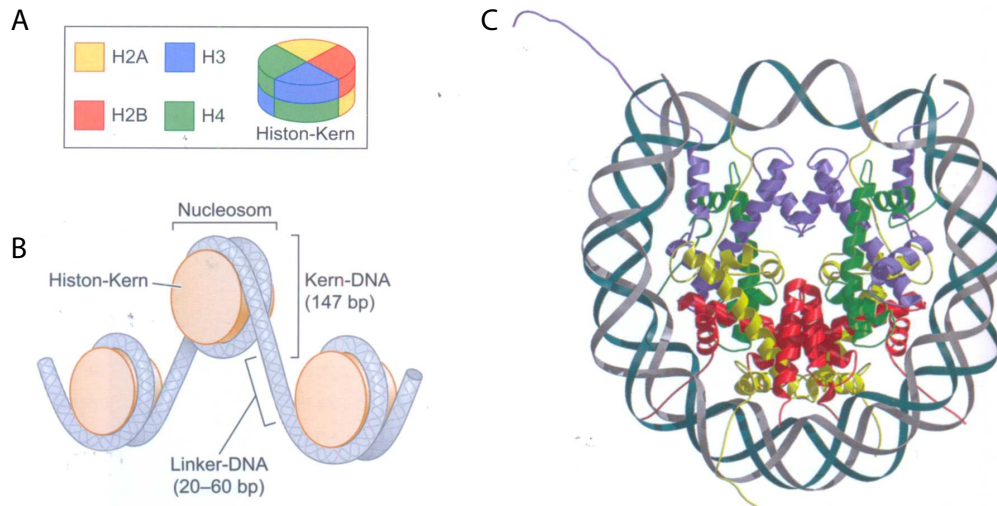 A
H2A
H3
H2B
H4
Histon-Kern
B
Nucleosom
Histon-Kern
Kern-DNA
(147 bp)
Linker-DNA
(20–60 bp)
C